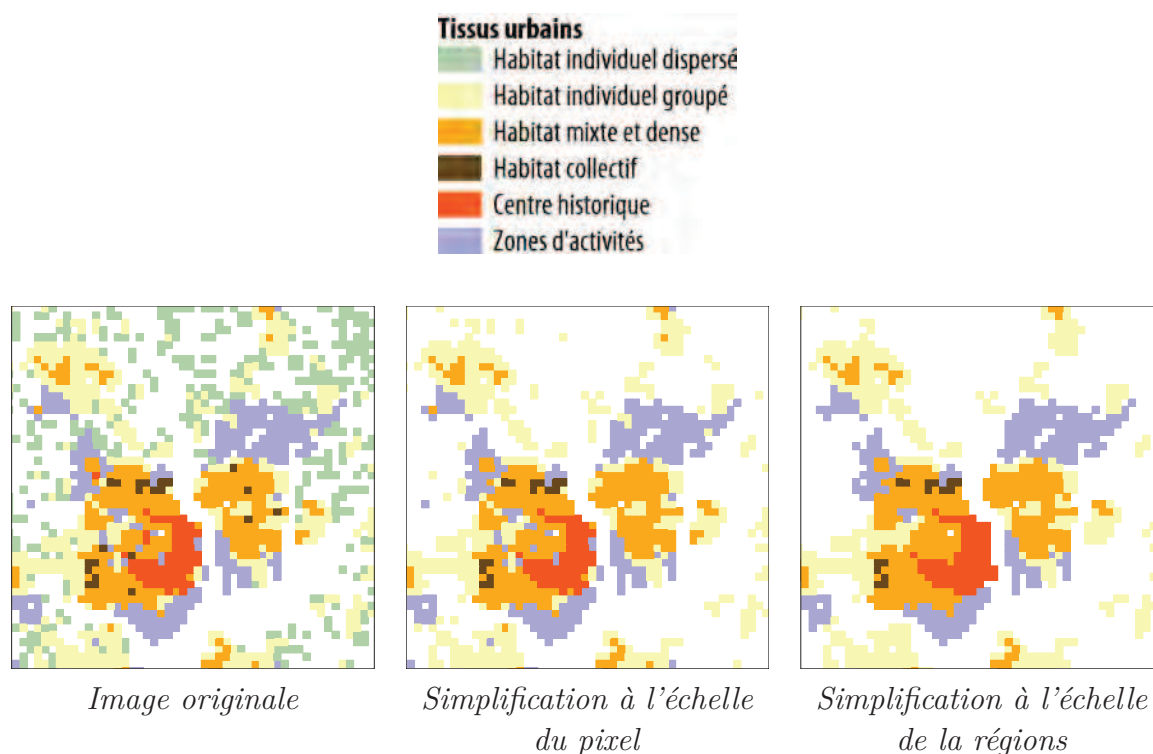 Tissus urbains
Habitat individuel dispersé
Habitat individuel groupé
Habitat mixte et dense
Habitat collectif
Centre historique
Zones d'activités
Image originale
Simplification à l'échelle
du pixel
Simplification à l'échelle
de la régions